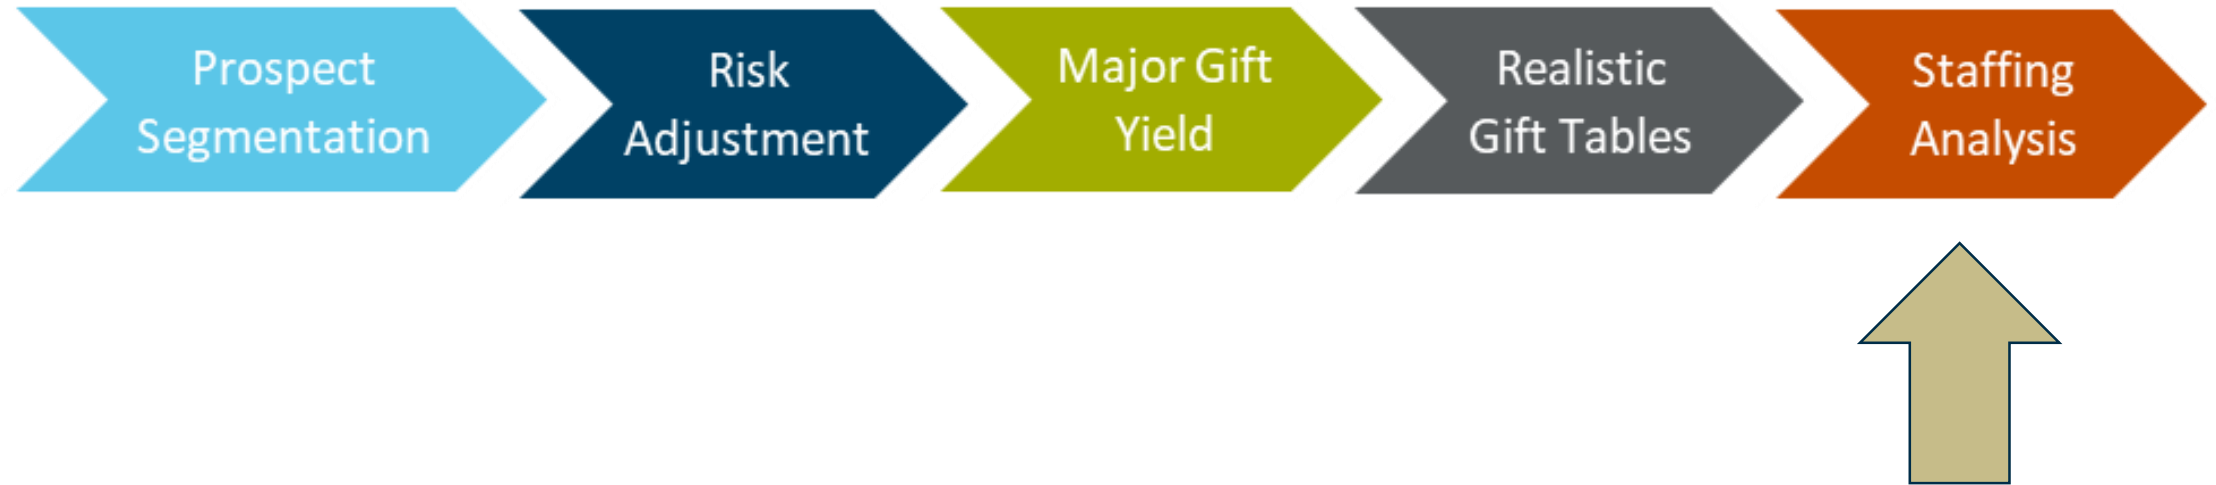 Prospect
Segmentation
Risk
Adjustment
Major Gift
Yield
Realistic
Gift Tables
Staffing
Analysis